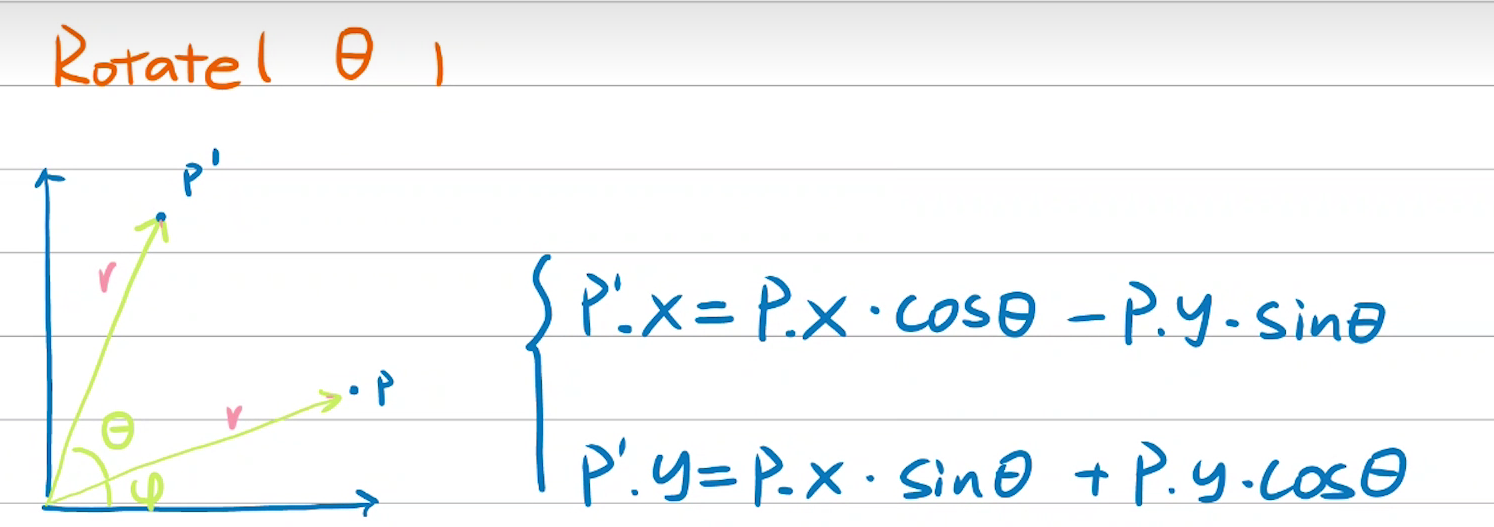 Rotate( θ )
P'
r
P'.x = P.x · cosθ - P.y · sinθ
P
r
θ
φ
P'.y = P.x · sinθ + P.y · cosθ